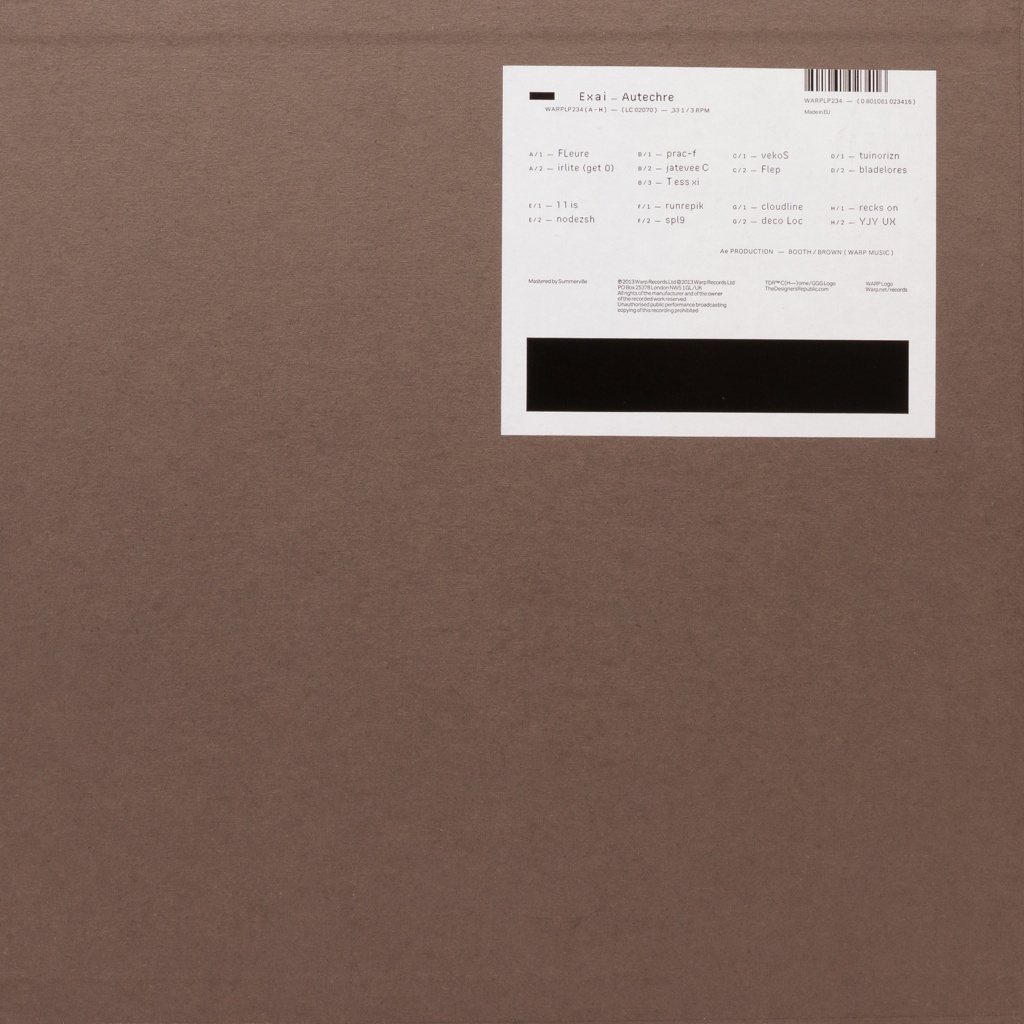 Exai — Autechre
WARPLP234 ( A – H ) — ( LC 02070 ) — 33 1 / 3 RPM
WARPLP234 — ( 0 801061 023416 )
Made in EU
A / 1 — FLeure
A / 2 — irlite (get 0)
B / 1 — prac-f
B / 2 — jatevee C
B / 3 — T ess xi
C / 1 — vekoS
C / 2 — Flep
D / 1 — tuinorizn
D / 2 — bladelores
E / 1 — 1 1 is
E / 2 — nodezsh
F / 1 — runrepik
F / 2 — spl9
G / 1 — cloudline
G / 2 — deco Loc
H / 1 — recks on
H / 2 — YJY UX
Ae PRODUCTION — BOOTH / BROWN ( WARP MUSIC )
Mastered by Summerville
℗ 2013 Warp Records Ltd © 2013 Warp Records Ltd
PO Box 25378, London NW5 1GL / UK
All rights of the manufacturer and of the owner
of the recorded work reserved
Unauthorised public performance broadcasting
copying of this recording prohibited
TheDesignersRepublic.com
WARP Logo
Warp.net/records